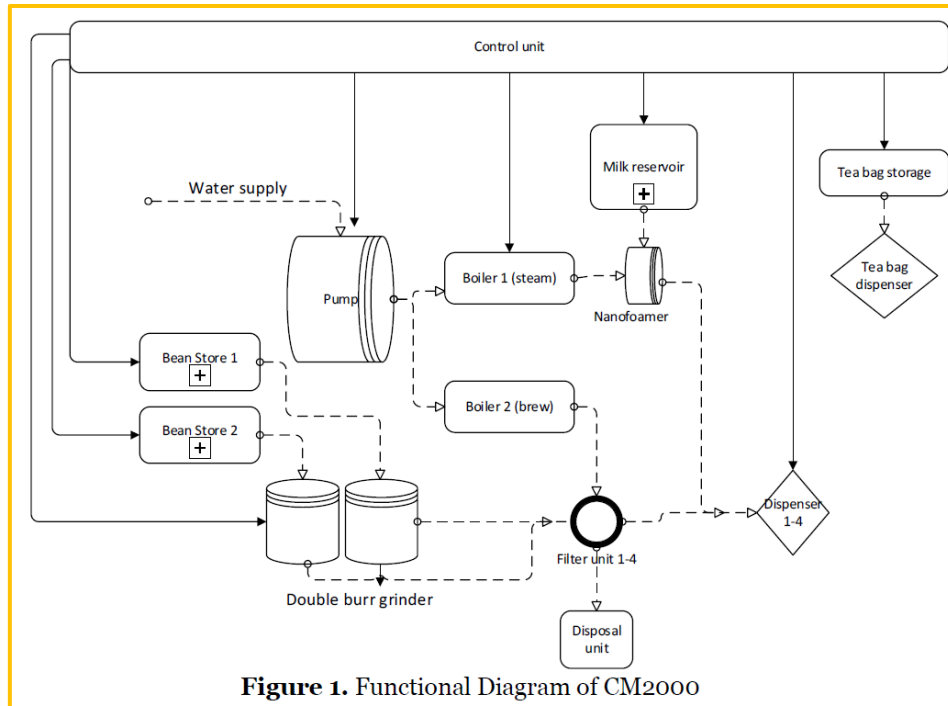 Control unit
Milk reservoir
Tea bag storage
Water supply
Tea bag
dispenser
Boiler 1 (steam)
Pump
Nanofoamer
Bean Store 1
Boiler 2 (brew)
Bean Store 2
Dispenser
1-4
Filter unit 1-4
Double burr grinder
Disposal
unit
Figure 1. Functional Diagram of CM2000